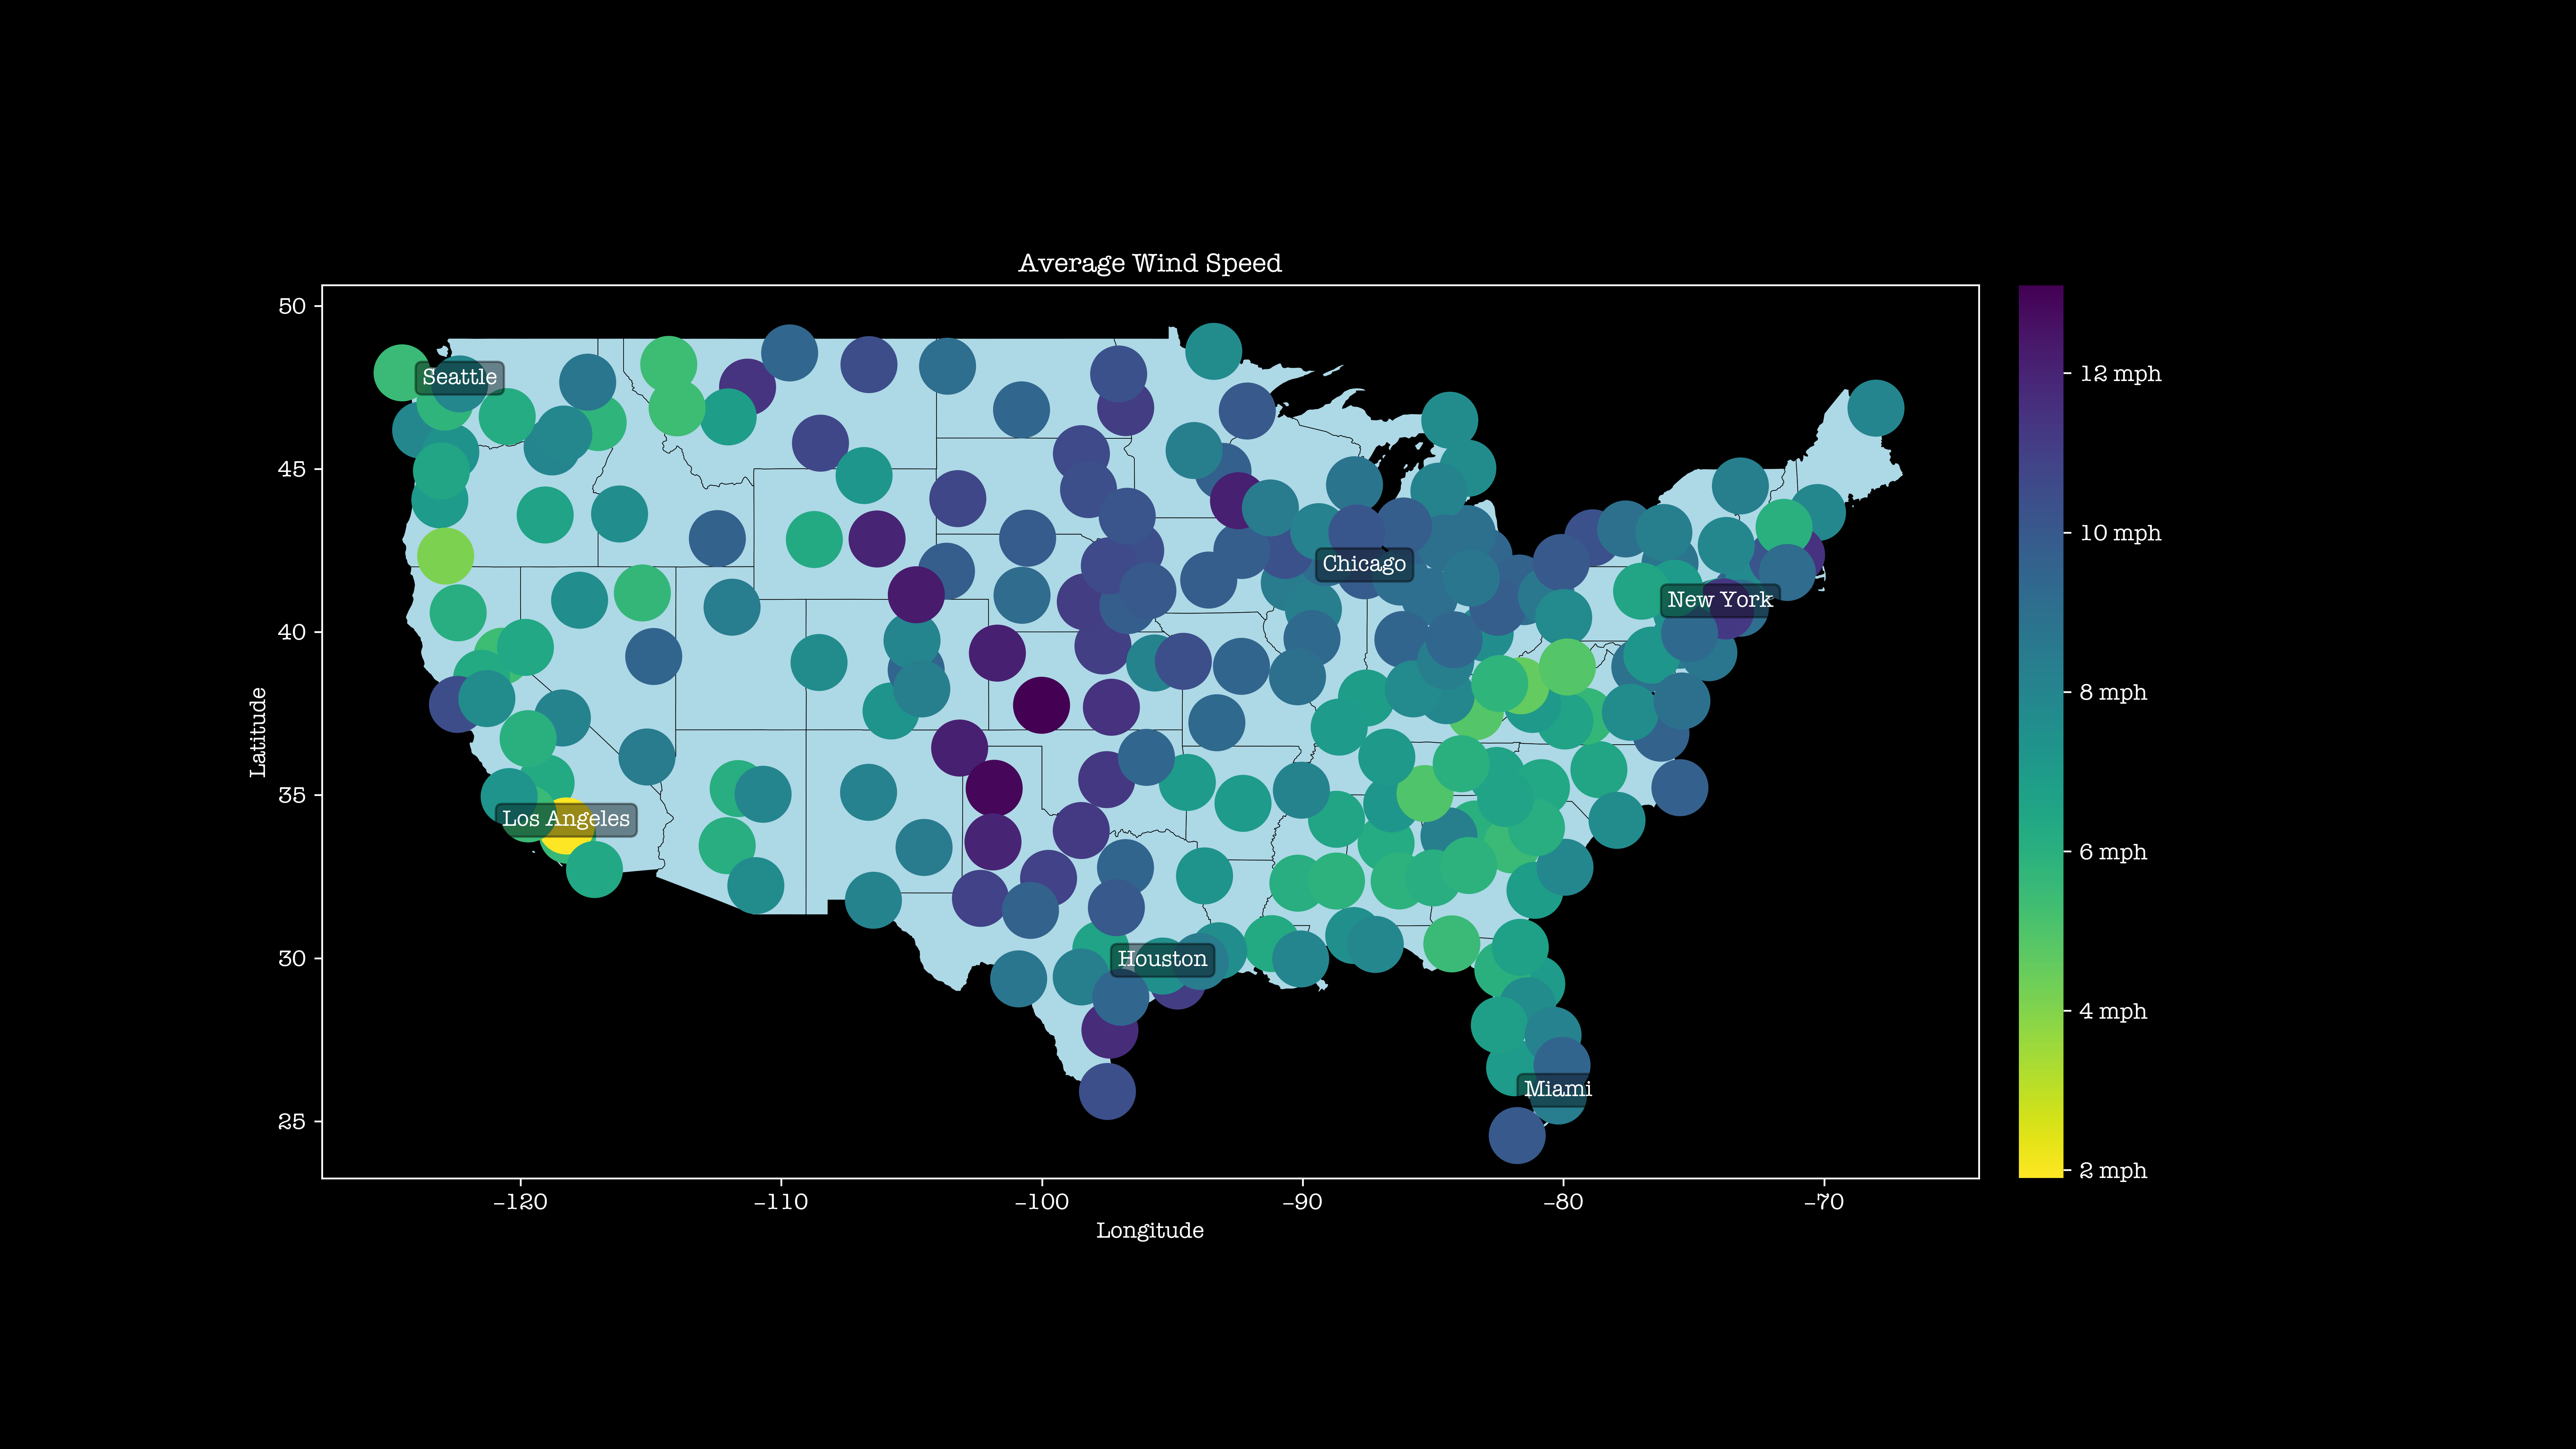 Average Wind Speed
50
45
40
35
30
25
Latitude
Seattle
Chicago
New York
Los Angeles
Houston
Miami
−120
−110
−100
−90
−80
−70
Longitude
12 mph
10 mph
8 mph
6 mph
4 mph
2 mph